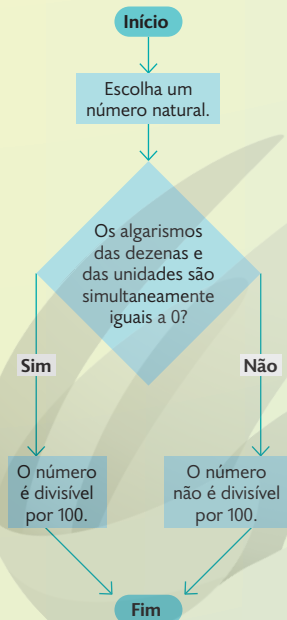 Início
Escolha um
número natural.
Os algarismos
das dezenas e
das unidades são
simultaneamente
iguais a 0?
Sim
Não
O número
é divisível
por 100.
O número
não é divisível
por 100.
Fim